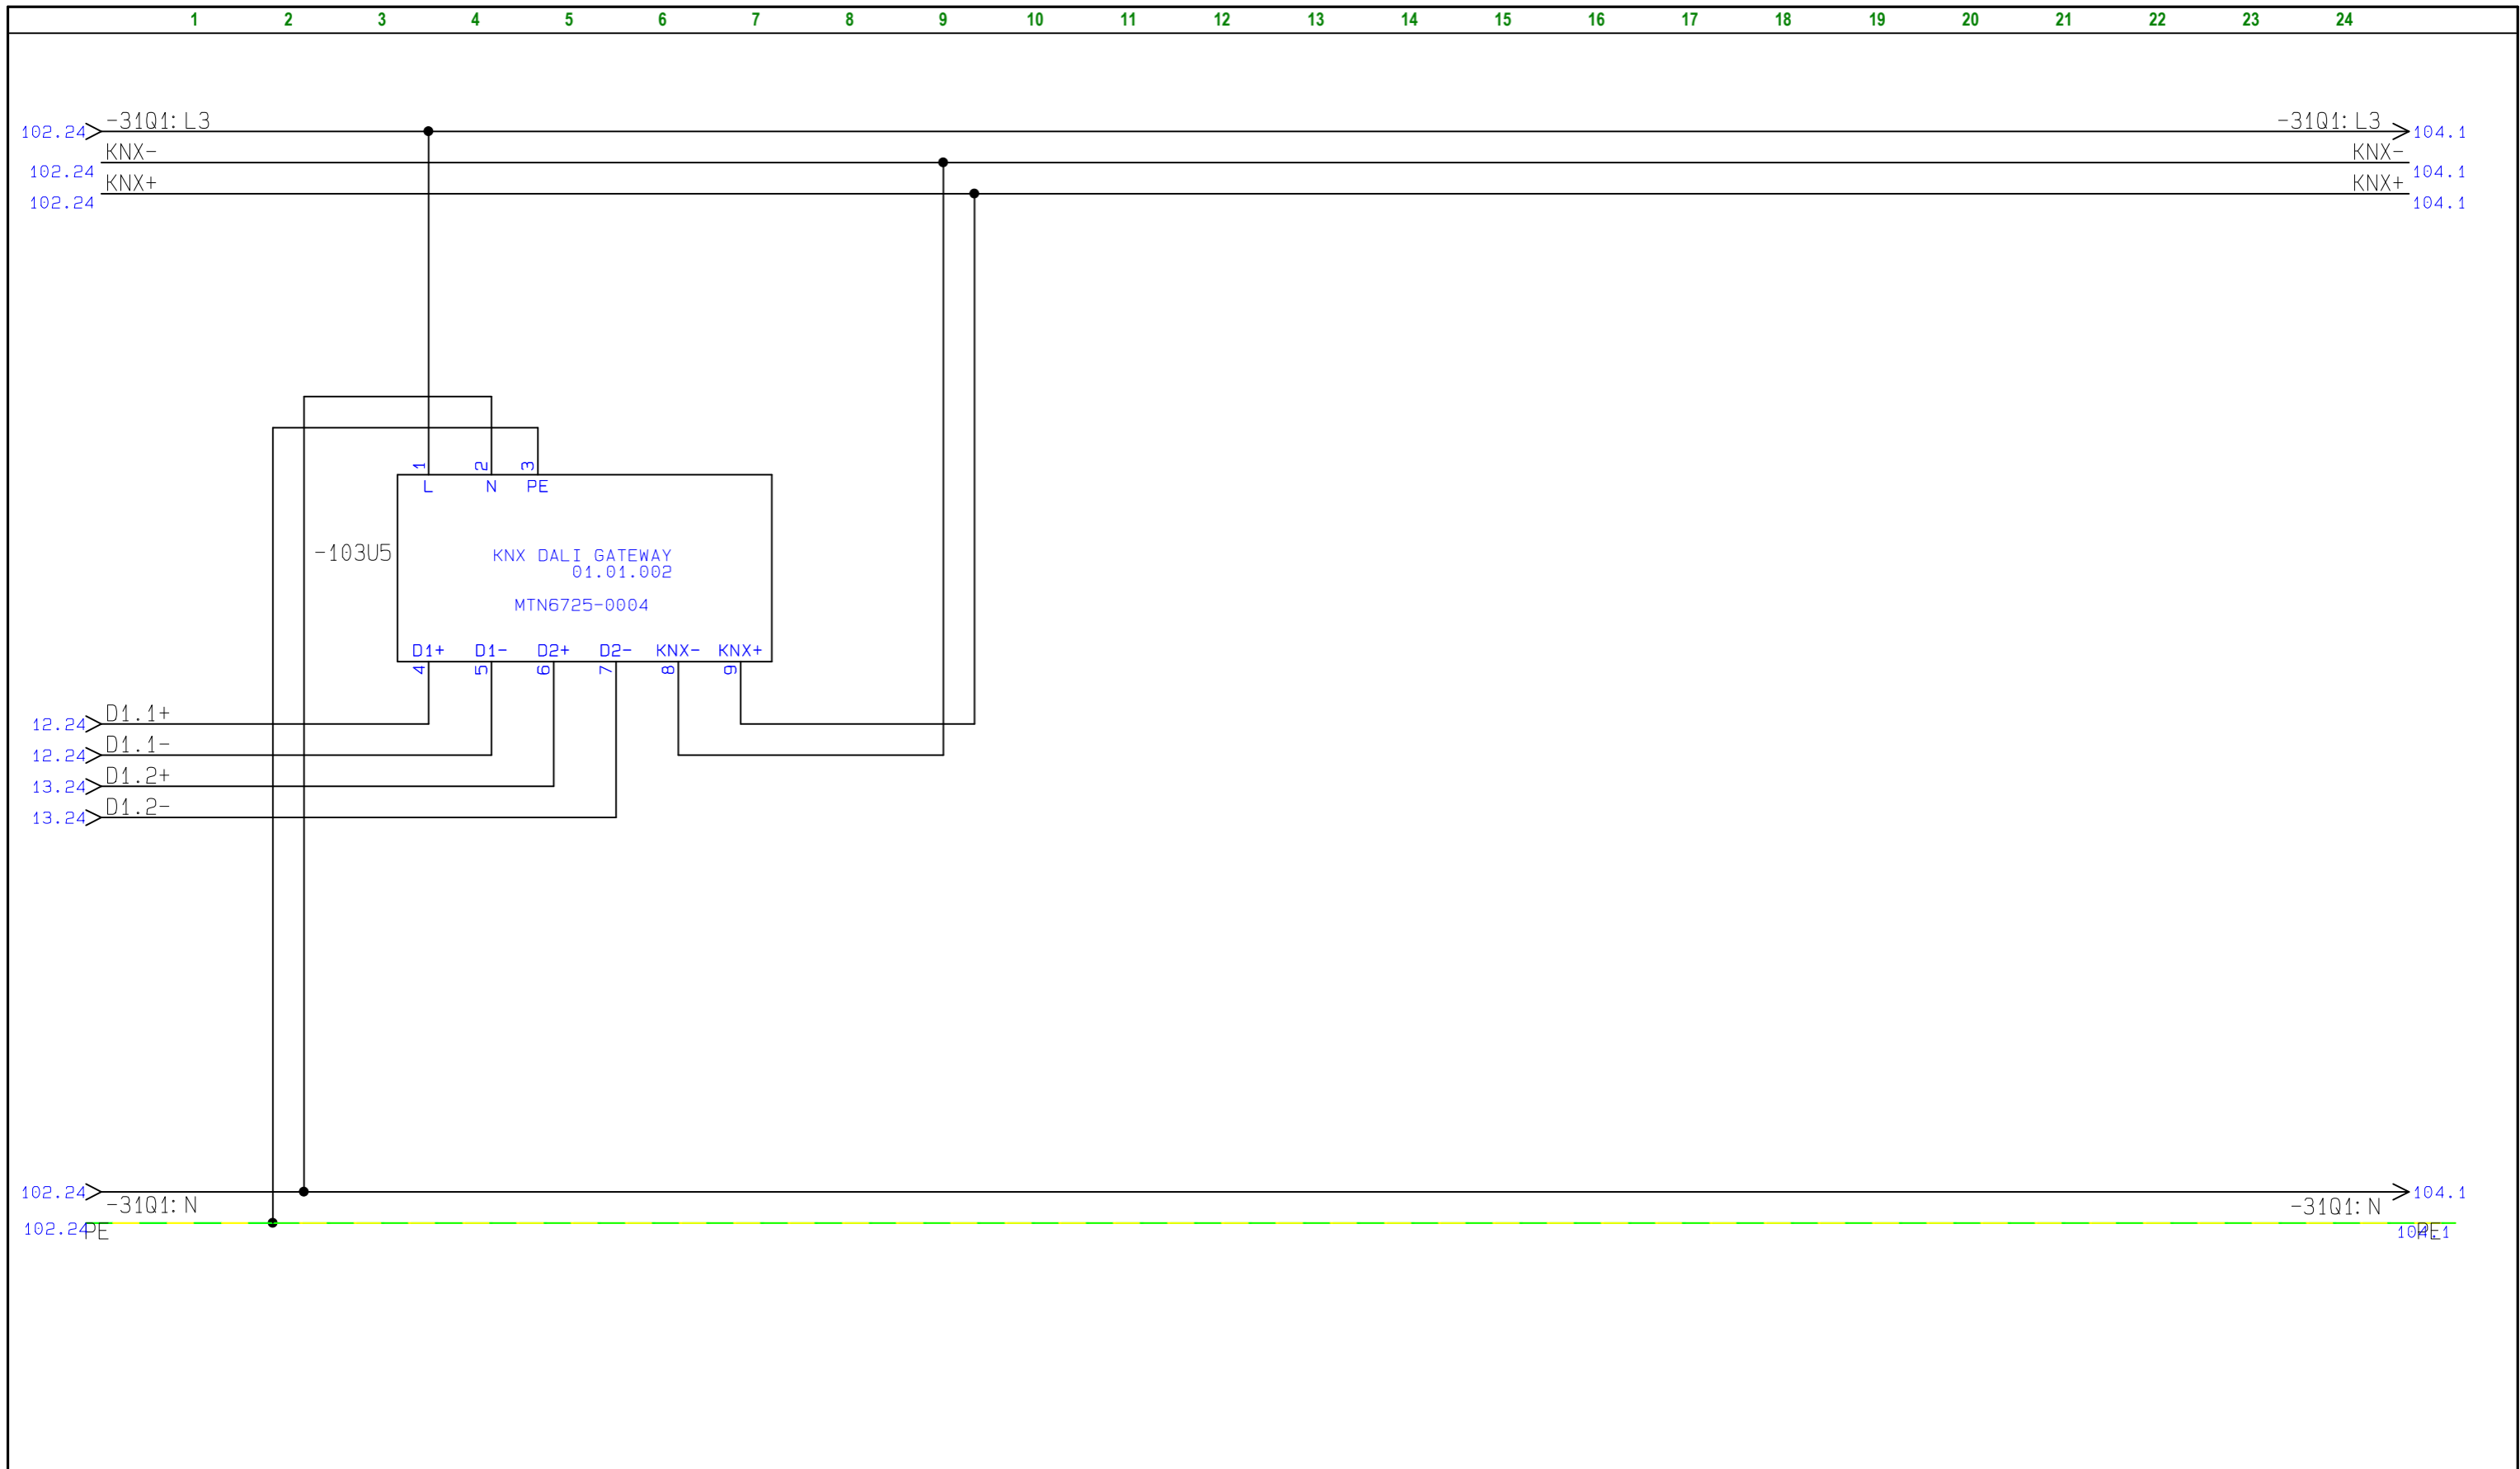 1 2 3 4 5 6 7 8 9 10 11 12 13 14 15 16 17 18 19 20 21 22 23 24
102.24 -31Q1:L3 -31Q1:L3 104.1
102.24 KNX- KNX- 104.1
102.24 KNX+ KNX+ 104.1
1 2 3
L N PE
-103U5
KNX DALI GATEWAY
01.01.002
MTN6725-0004
D1+ D1- D2+ D2- KNX- KNX+
4 5 6 7 8 9
12.24 D1.1+
12.24 D1.1-
13.24 D1.2+
13.24 D1.2-
102.24 -31Q1:N -31Q1:N 104.1
102.24 PE 104.1 PE